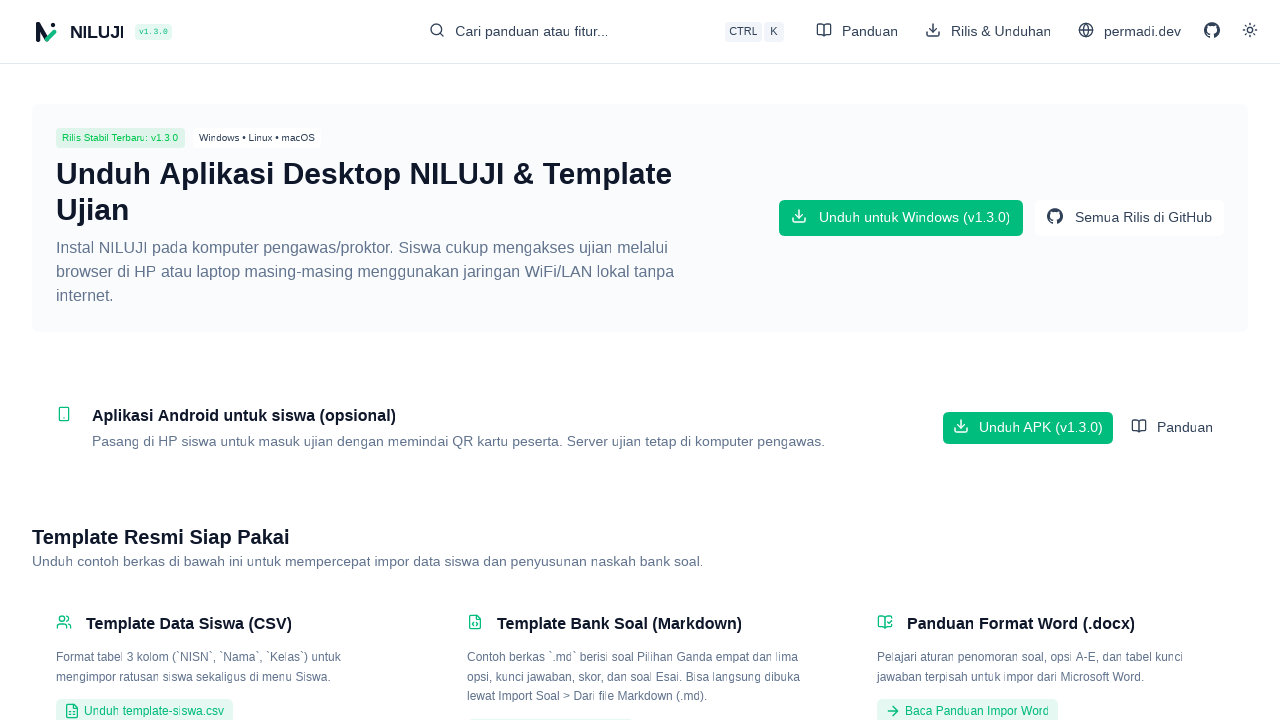 NILUJI v1.3.0 Cari panduan atau fitur... CTRL K Panduan Rilis & Unduhan permadi.dev
Rilis Stabil Terbaru: v1.3.0 Windows • Linux • macOS
Unduh Aplikasi Desktop NILUJI & Template
Ujian
Instal NILUJI pada komputer pengawas/proktor. Siswa cukup mengakses ujian melalui
browser di HP atau laptop masing-masing menggunakan jaringan WiFi/LAN lokal tanpa
internet.
Unduh untuk Windows (v1.3.0) Semua Rilis di GitHub
Aplikasi Android untuk siswa (opsional)
Pasang di HP siswa untuk masuk ujian dengan memindai QR kartu peserta. Server ujian tetap di komputer pengawas.
Unduh APK (v1.3.0) Panduan
Template Resmi Siap Pakai
Unduh contoh berkas di bawah ini untuk mempercepat impor data siswa dan penyusunan naskah bank soal.
Template Data Siswa (CSV)
Format tabel 3 kolom (`NISN`, `Nama`, `Kelas`) untuk
mengimpor ratusan siswa sekaligus di menu Siswa.
Unduh template-siswa.csv
Template Bank Soal (Markdown)
Contoh berkas `.md` berisi soal Pilihan Ganda empat dan lima
opsi, kunci jawaban, skor, dan soal Esai. Bisa langsung dibuka
lewat Import Soal > Dari file Markdown (.md).
Panduan Format Word (.docx)
Pelajari aturan penomoran soal, opsi A-E, dan tabel kunci
jawaban terpisah untuk impor dari Microsoft Word.
Baca Panduan Impor Word